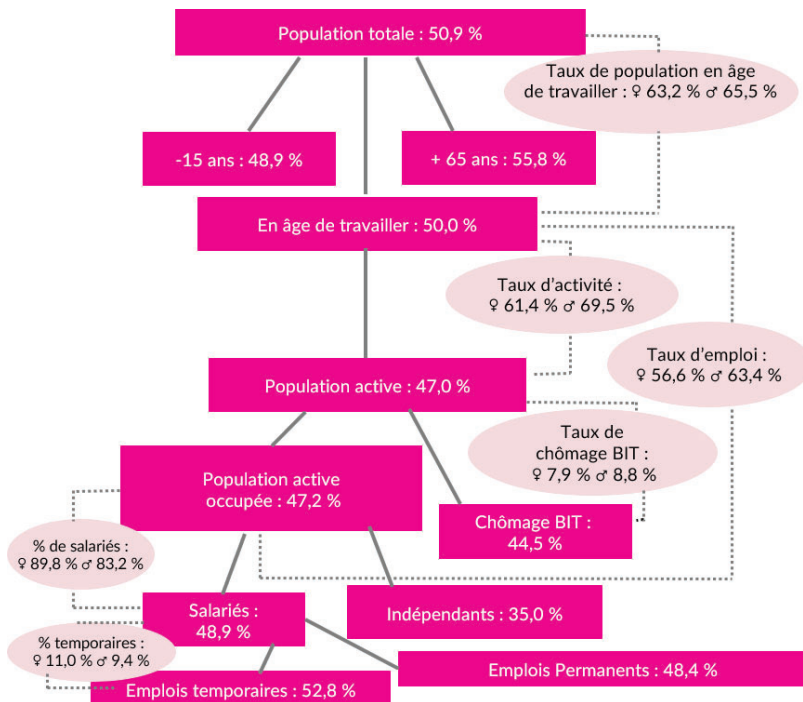 Population totale : 50,9 %
Taux de population en âge
de travailler : ♀ 63,2 % ♂ 65,5 %
-15 ans : 48,9 %
+ 65 ans : 55,8 %
En âge de travailler : 50,0 %
Taux d’activité :
♀ 61,4 % ♂ 69,5 %
Taux d’emploi :
♀ 56,6 % ♂ 63,4 %
Population active : 47,0 %
Taux de
chômage BIT :
♀ 7,9 % ♂ 8,8 %
Population active
occupée : 47,2 %
Chômage BIT :
44,5 %
% de salariés :
♀ 89,8 % ♂ 83,2 %
Salariés :
48,9 %
Indépendants : 35,0 %
% temporaires :
♀ 11,0 % ♂ 9,4 %
Emplois Permanents : 48,4 %
Emplois temporaires : 52,8 %